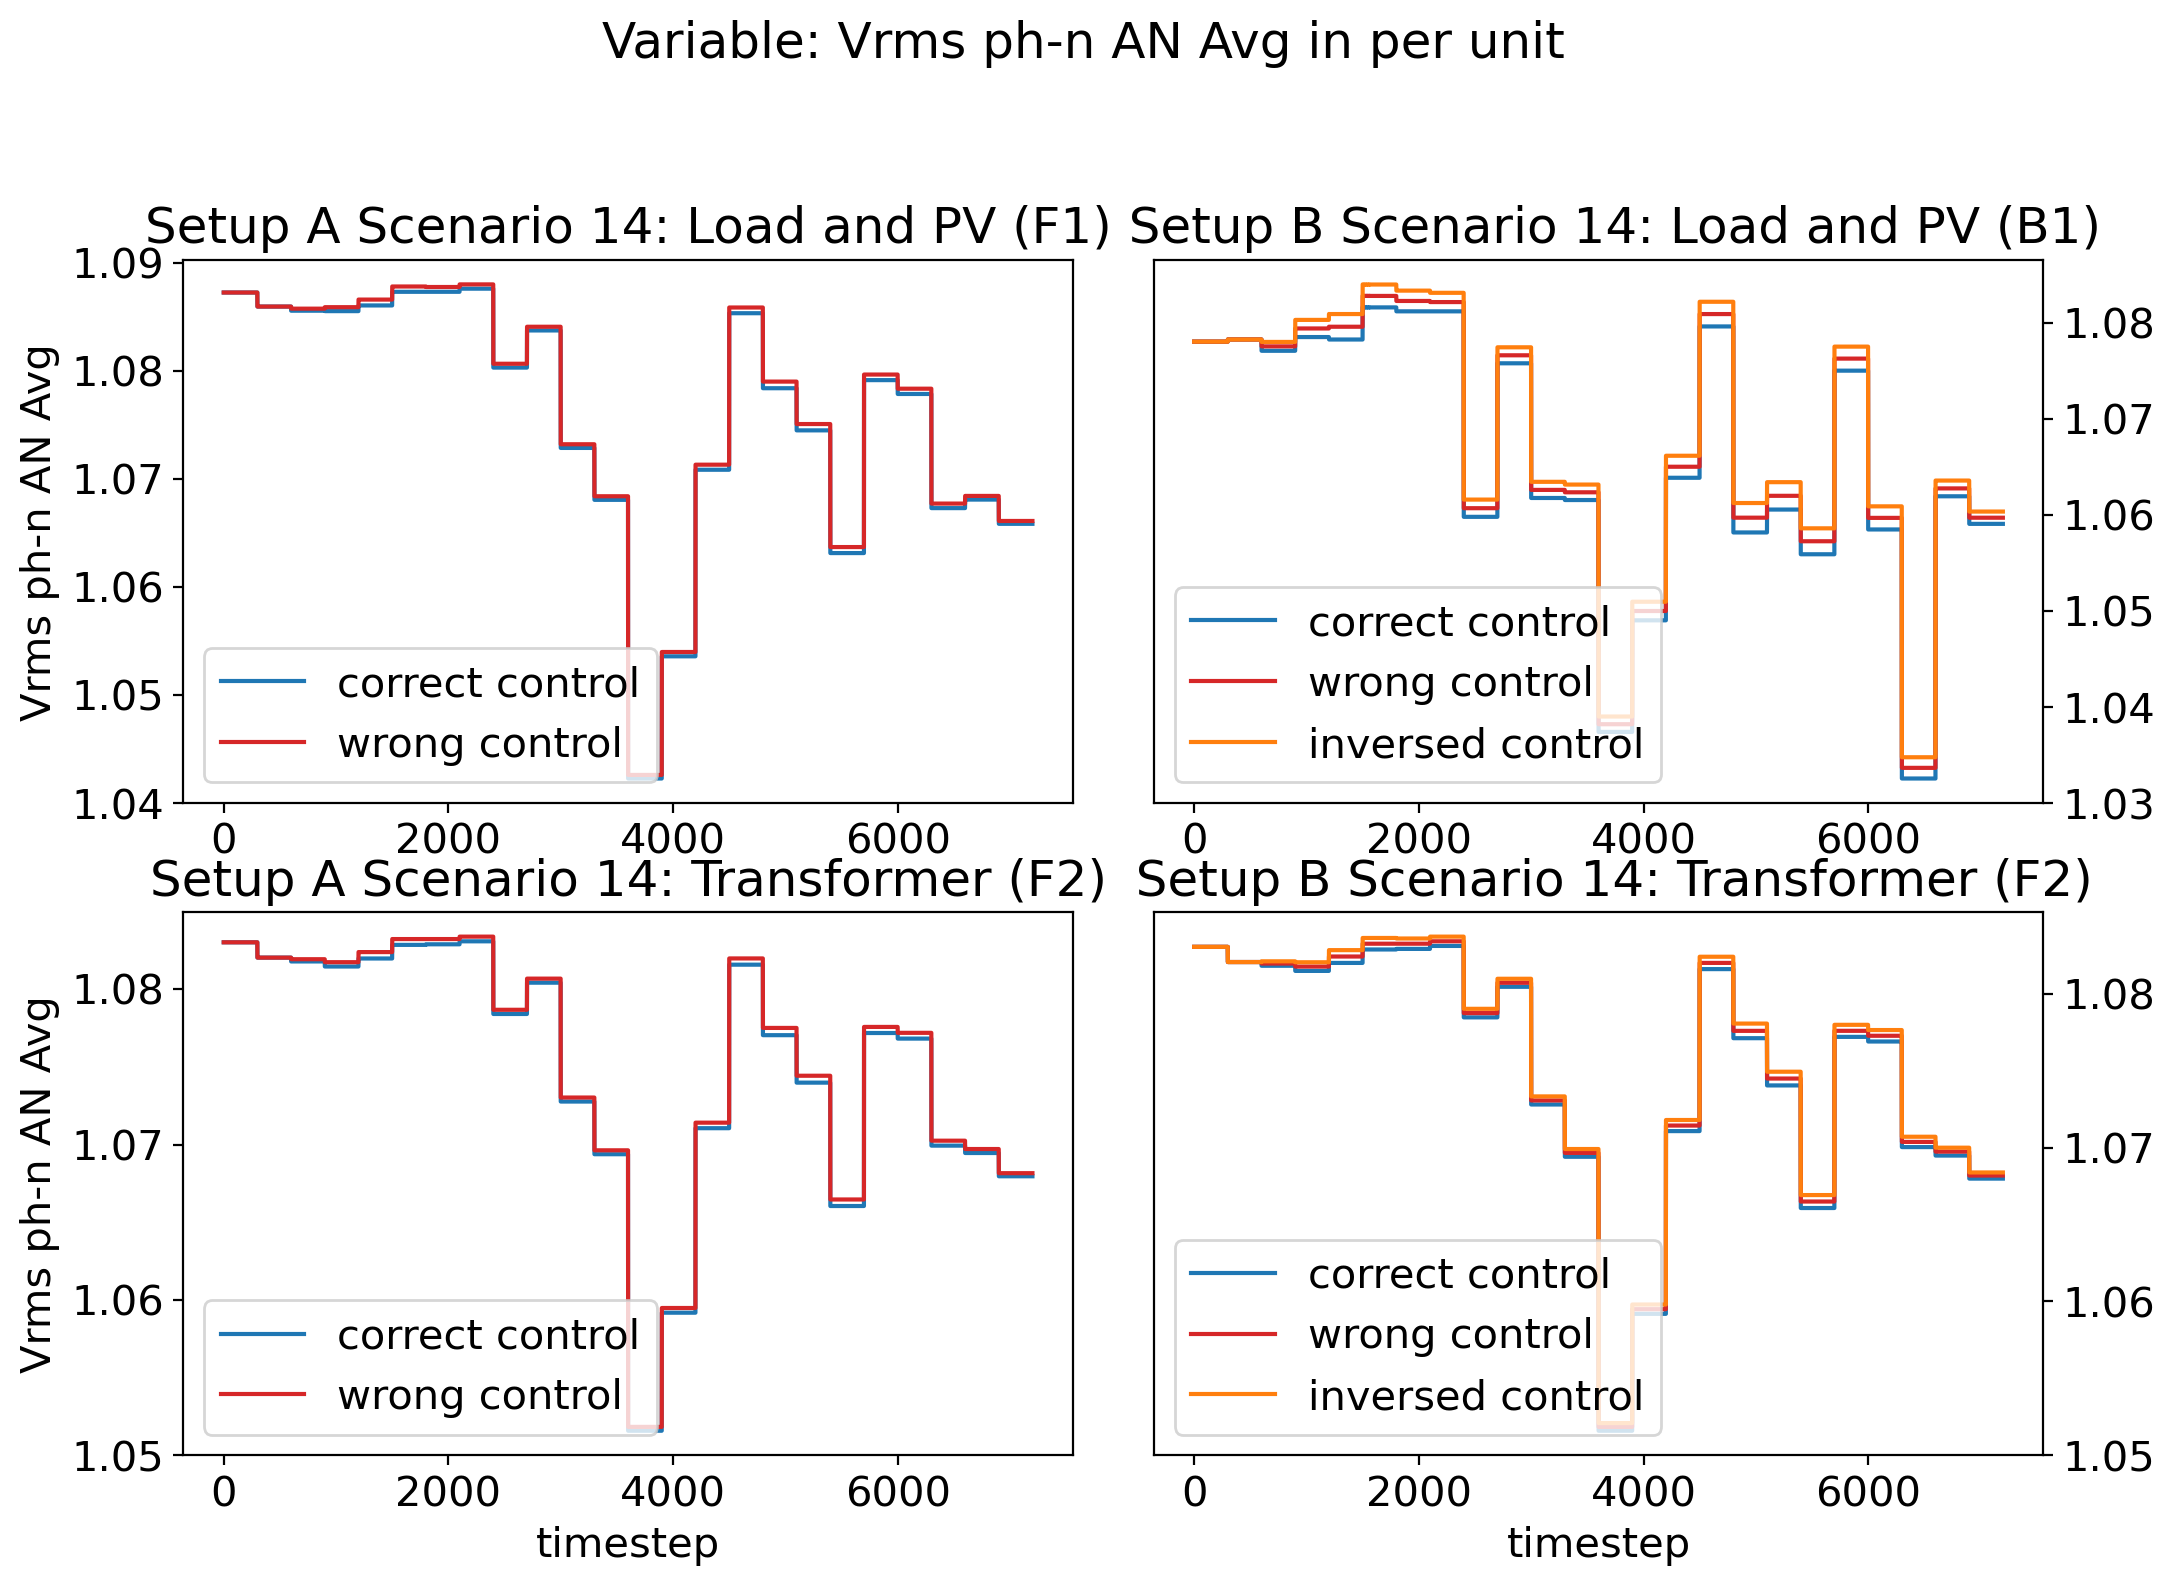 Variable: Vrms ph-n AN Avg in per unit
Setup A Scenario 14: Load and PV (F1)
Vrms ph-n AN Avg
1.09
1.08
1.07
1.06
1.05
1.04
correct control
wrong control
0
2000
4000
6000
Setup B Scenario 14: Load and PV (B1)
1.08
1.07
1.06
1.05
1.04
1.03
correct control
wrong control
inversed control
0
2000
4000
6000
Setup A Scenario 14: Transformer (F2)
Vrms ph-n AN Avg
1.08
1.07
1.06
1.05
correct control
wrong control
0
2000
4000
6000
timestep
Setup B Scenario 14: Transformer (F2)
1.08
1.07
1.06
1.05
correct control
wrong control
inversed control
0
2000
4000
6000
timestep